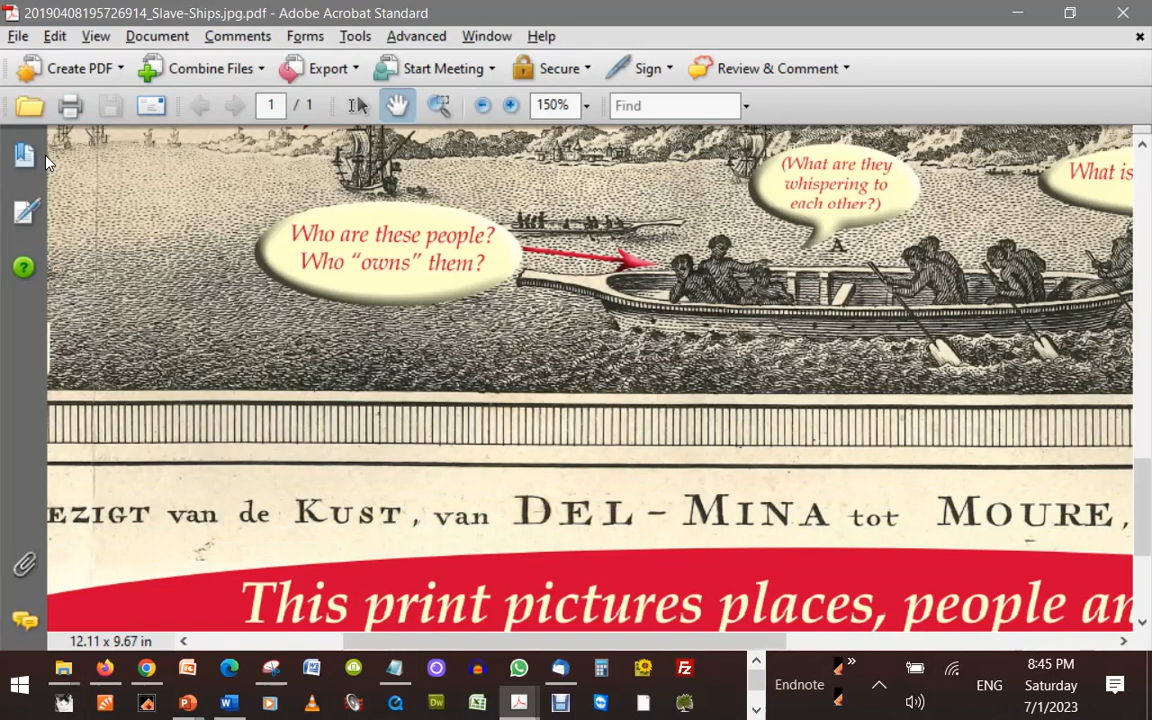 20190408195726914_Slave-Ships.jpg.pdf - Adobe Acrobat Standard
File Edit View Document Comments Forms Tools Advanced Window Help
Create PDF Combine Files Export Start Meeting Secure Sign Review & Comment
1 / 1 150% Find
(What are they
whispering to
each other?)
What is
Who are these people?
Who “owns” them?
A
EZIGT van de KUST, van DEL-MINA tot MOURE,
This print pictures places, people an
12.11 x 9.67 in
Endnote
ENG
8:45 PM
Saturday
7/1/2023